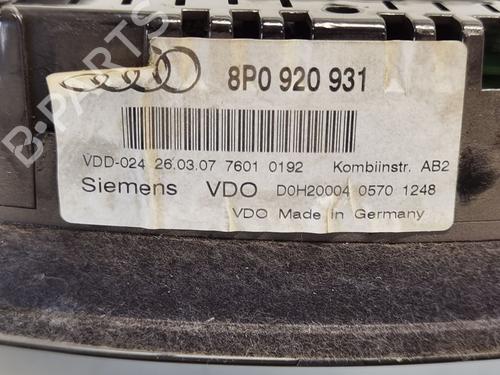 8P0 920 931
VDD-024 26.03.07 7601 0192 Kombiinstr. AB2
Siemens VDO D0H20004 0570 1248
VDO Made in Germany
B-PARTS